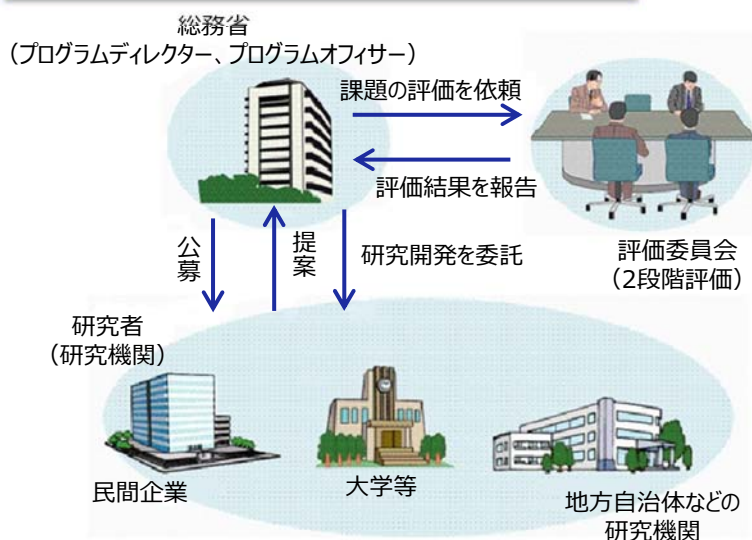 総務省
（プログラムディレクター、プログラムオフィサー）
課題の評価を依頼
評価結果を報告
公募
提案
研究開発を委託
評価委員会
（2段階評価）
研究者
（研究機関）
民間企業
大学等
地方自治体などの
研究機関